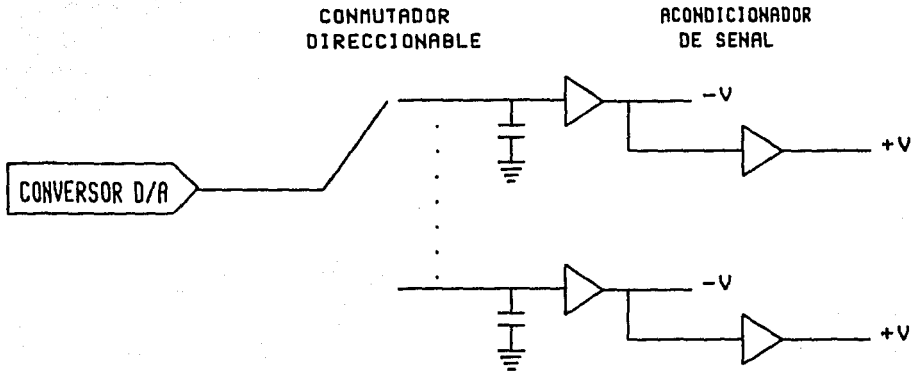 CONMUTADOR
DIRECCIONABLE
ACONDICIONADOR
DE SENAL
-V
+V
CONVERSOR D/A
-V
+V